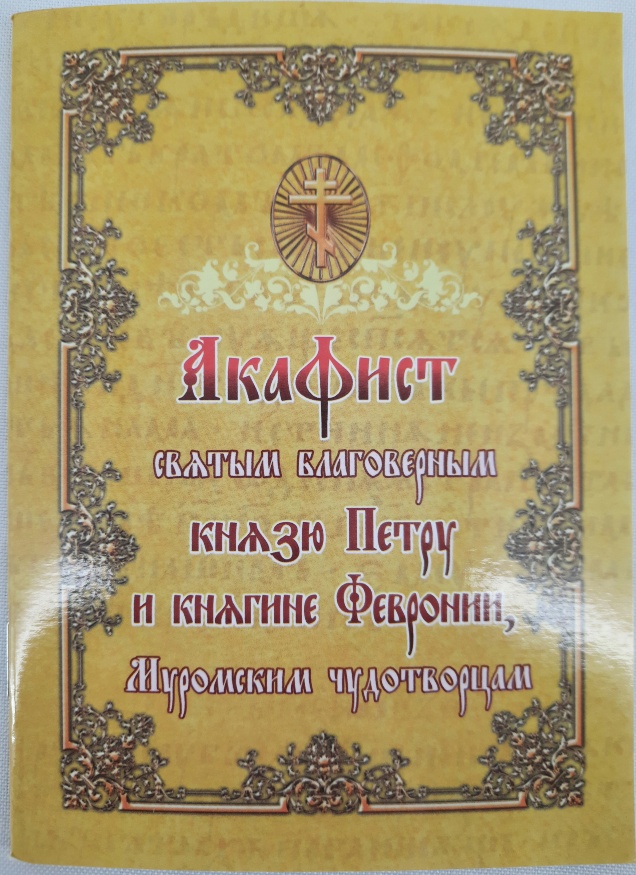 Акафист
святым благоверным
князю Петру
и княгине Февронии,
Муромским чудотворцам